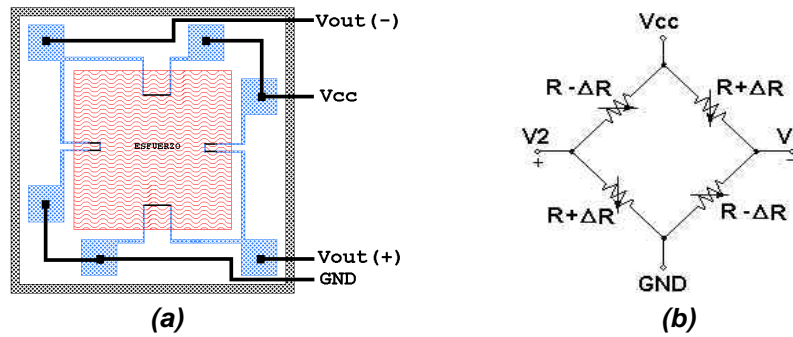 Vout(-)
Vcc
ESFUERZO
Vout(+)
GND
(a)
Vcc
R-ΔR
R+ΔR
V2
+
V
-
R+ΔR
R-ΔR
GND
(b)